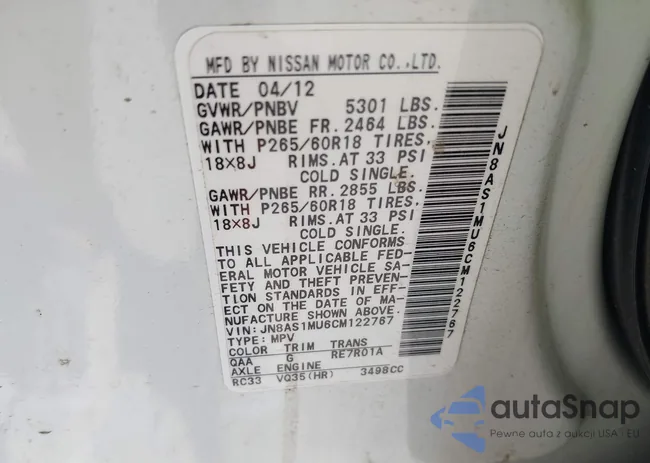 MFD BY NISSAN MOTOR CO.,LTD.
DATE 04/12
GVWR/PNBV 5301 LBS.
GAWR/PNBE FR. 2464 LBS.
WITH P265/60R18 TIRES,
18×8J RIMS.AT 33 PSI
COLD SINGLE.
GAWR/PNBE RR. 2855 LBS.
WITH P265/60R18 TIRES,
18×8J RIMS.AT 33 PSI
COLD SINGLE.
THIS VEHICLE CONFORMS
TO ALL APPLICABLE FED-
ERAL MOTOR VEHICLE SA-
FETY AND THEFT PREVEN-
TION STANDARDS IN EFF-
ECT ON THE DATE OF MA-
NUFACTURE SHOWN ABOVE.
VIN: JN8AS1MU6CM122767
TYPE: MPV
COLOR TRIM TRANS
QAA G RE7R01A
AXLE ENGINE
RC33 VQ35(HR) 3498CC
JN8AS1MU6CM122767
autoSnap
Pewne auta z aukcji USA i EU